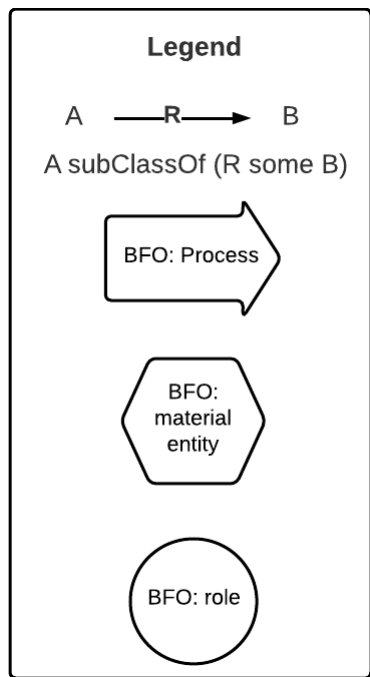 Legend
A R B
A subClassOf (R some B)
BFO: Process
BFO:
material
entity
BFO: role